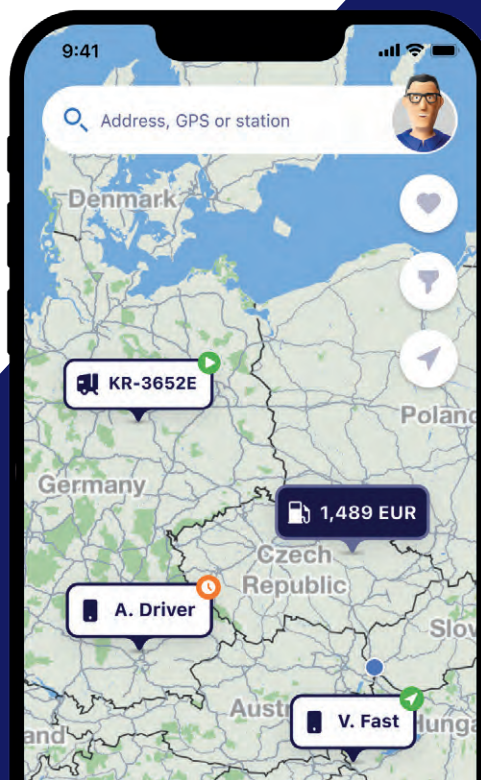 9:41
Address, GPS or station
Denmark
KR-3652E
Poland
Germany
1,489 EUR
Czech
Republic
A. Driver
Slov
Aust
V. Fast
Hunga
and